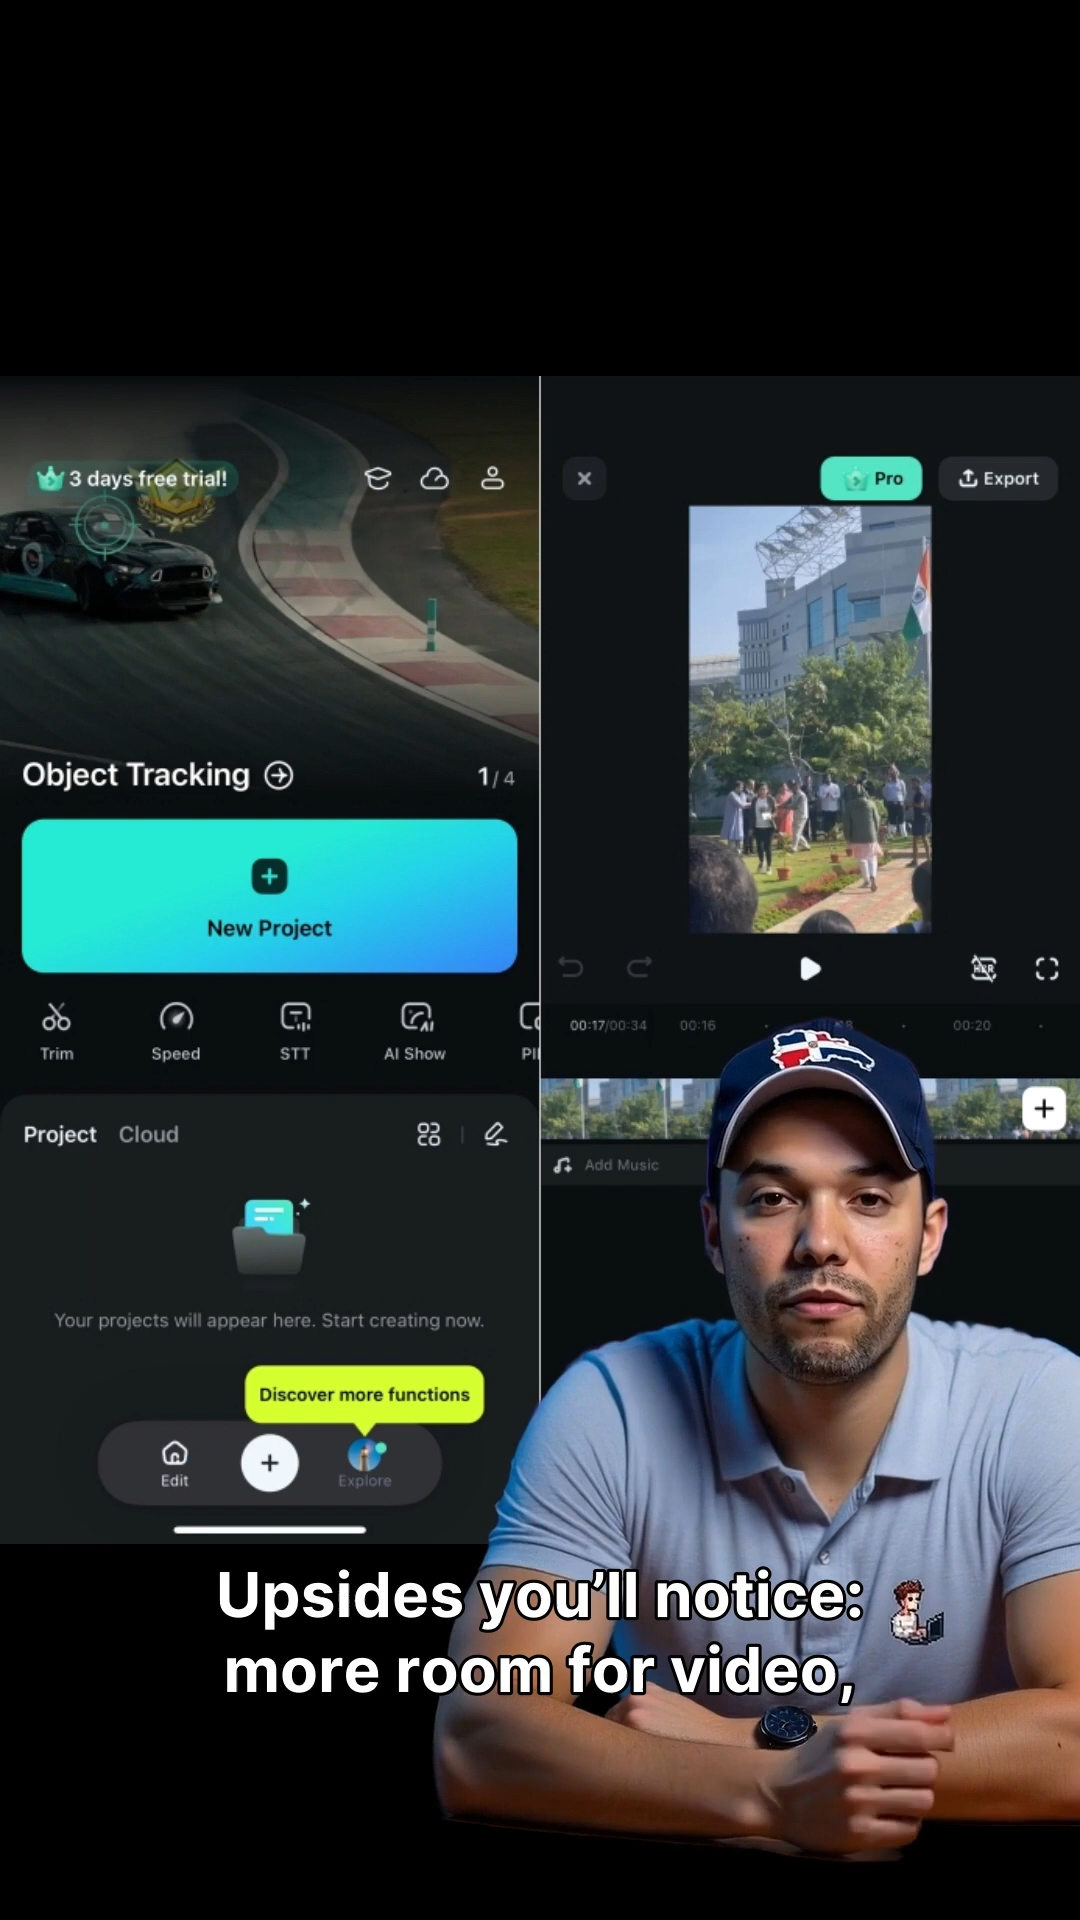 3 days free trial!
Object Tracking
1/4
New Project
Trim
Speed
STT
AI Show
Project
Cloud
Your projects will appear here. Start creating now.
Discover more functions
Edit
Explore
Pro
Export
HDR
00:17/00:34
00:16
00:20
Add Music
Upsides you’ll notice:
more room for video,